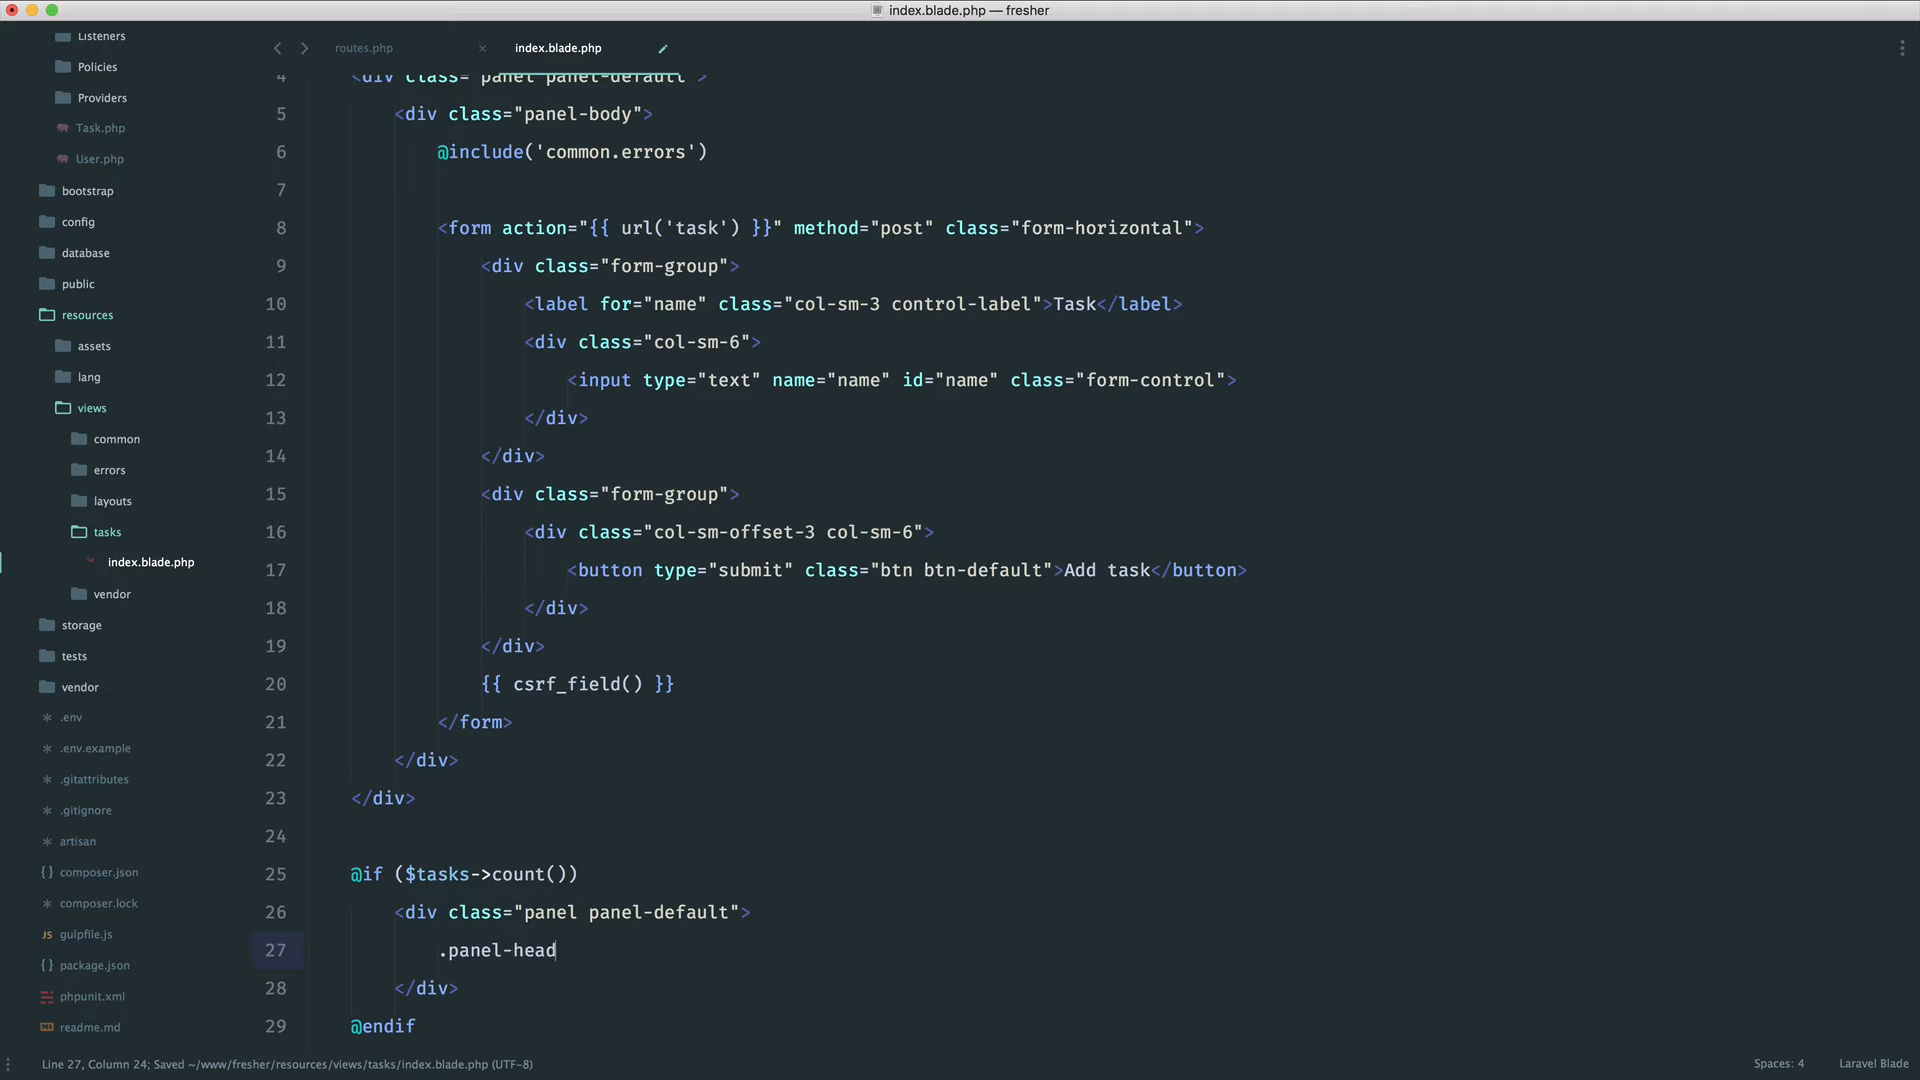 index.blade.php — fresher
Listeners
Policies
Providers
Task.php
User.php
bootstrap
config
database
public
resources
assets
lang
views
common
errors
layouts
tasks
index.blade.php
vendor
storage
tests
vendor
.env
.env.example
.gitattributes
.gitignore
artisan
composer.json
composer.lock
JS gulpfile.js
package.json
phpunit.xml
readme.md
routes.php
index.blade.php
4 <div class="panel panel-default">
5 <div class="panel-body">
6 @include('common.errors')
7
8 <form action="{{ url('task') }}" method="post" class="form-horizontal">
9 <div class="form-group">
10 <label for="name" class="col-sm-3 control-label">Task</label>
11 <div class="col-sm-6">
12 <input type="text" name="name" id="name" class="form-control">
13 </div>
14 </div>
15 <div class="form-group">
16 <div class="col-sm-offset-3 col-sm-6">
17 <button type="submit" class="btn btn-default">Add task</button>
18 </div>
19 </div>
20 {{ csrf_field() }}
21 </form>
22 </div>
23 </div>
24
25 @if ($tasks->count())
26 <div class="panel panel-default">
27 .panel-head
28 </div>
29 @endif
Line 27, Column 24; Saved ~/www/fresher/resources/views/tasks/index.blade.php (UTF-8)
Spaces: 4
Laravel Blade